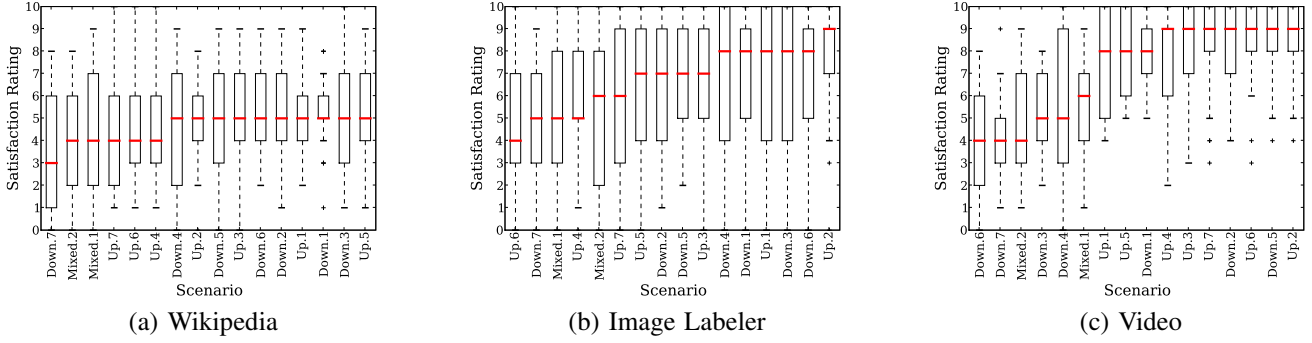 10
9
8
7
6
5
4
3
2
1
0
Satisfaction Rating
Down.7
Mixed.2
Mixed.1
Up.7
Up.6
Up.4
Down.4
Up.2
Down.5
Up.3
Down.6
Down.2
Up.1
Down.1
Down.3
Up.5
Scenario
(a) Wikipedia
10
9
8
7
6
5
4
3
2
1
0
Satisfaction Rating
Up.6
Down.7
Mixed.1
Up.4
Mixed.2
Up.7
Up.5
Down.2
Down.5
Up.3
Down.4
Down.1
Up.1
Down.3
Down.6
Up.2
Scenario
(b) Image Labeler
10
9
8
7
6
5
4
3
2
1
0
Satisfaction Rating
Down.6
Down.7
Mixed.2
Down.3
Down.4
Mixed.1
Up.1
Up.5
Down.1
Up.4
Up.3
Up.7
Down.2
Up.6
Down.5
Up.2
Scenario
(c) Video